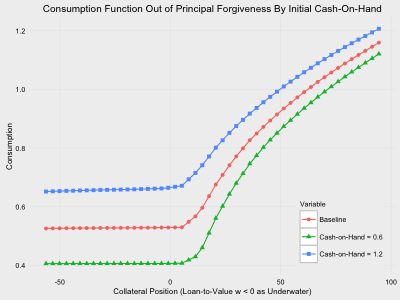 Consumption Function Out of Principal Forgiveness By Initial Cash-On-Hand
1.2
1.0
0.8
0.6
0.4
Consumption
-50
0
50
100
Collateral Position (Loan-to-Value w < 0 as Underwater)
Variable
Baseline
Cash-on-Hand = 0.6
Cash-on-Hand = 1.2